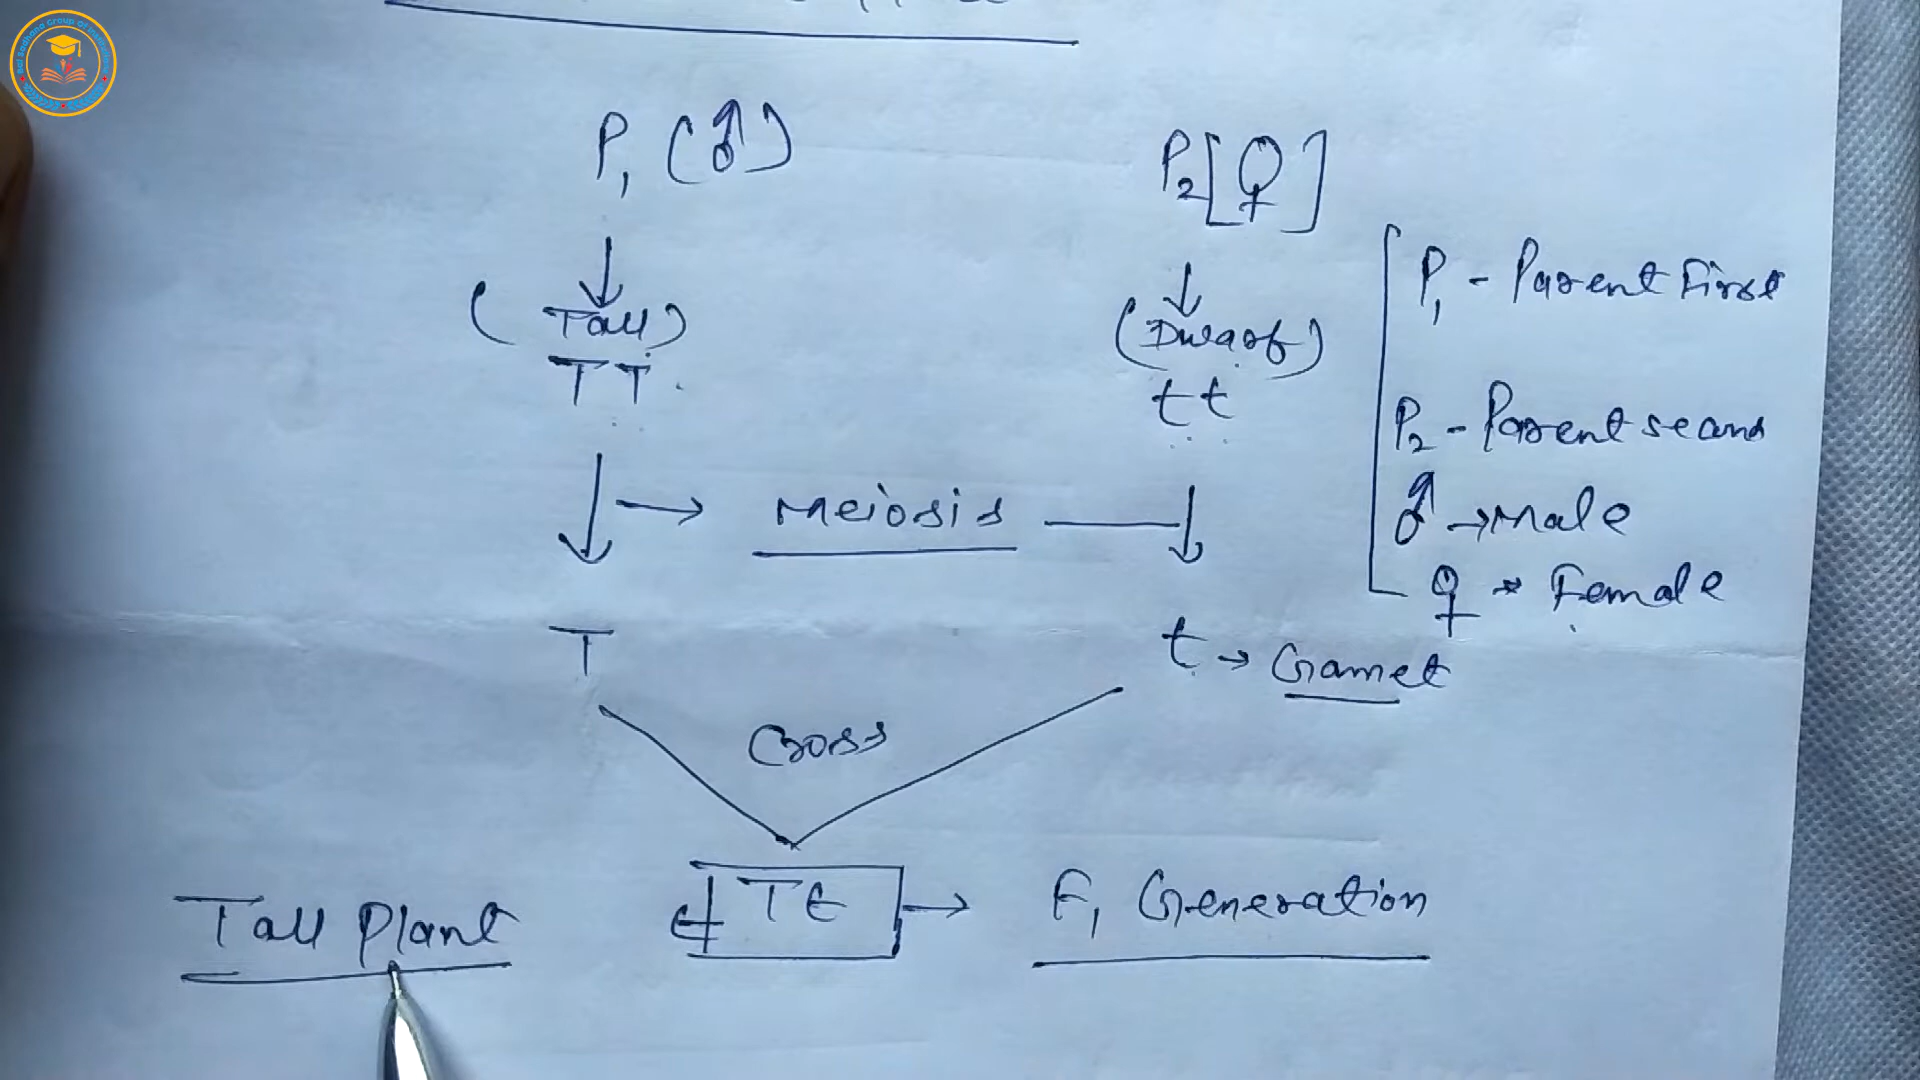 P1 (♂)
P2 [♀]
(Tall)
TT
(Dwarf)
tt
P1 - Parent First
P2 - Parent secand
♂ → Male
♀ → Female
Meiosis
T
t → Gamet
Cross
Tt → F1 Generation
Tall Plant